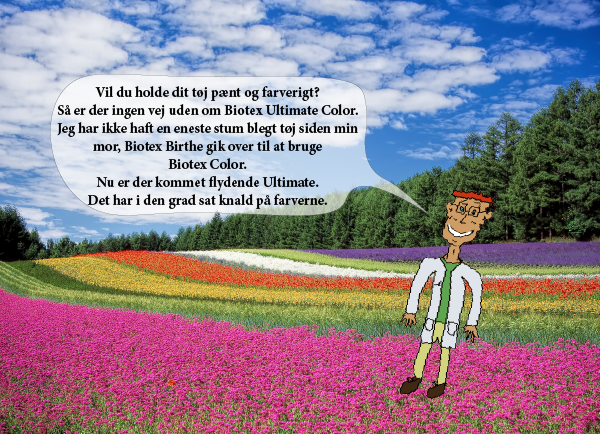 Vil du holde dit tøj pænt og farverigt?
Så er der ingen vej uden om Biotex Ultimate Color.
Jeg har ikke haft en eneste stum blegt tøj siden min
mor, Biotex Birthe gik over til at bruge
Biotex Color.
Nu er der kommet flydende Ultimate.
Det har i den grad sat knald på farverne.